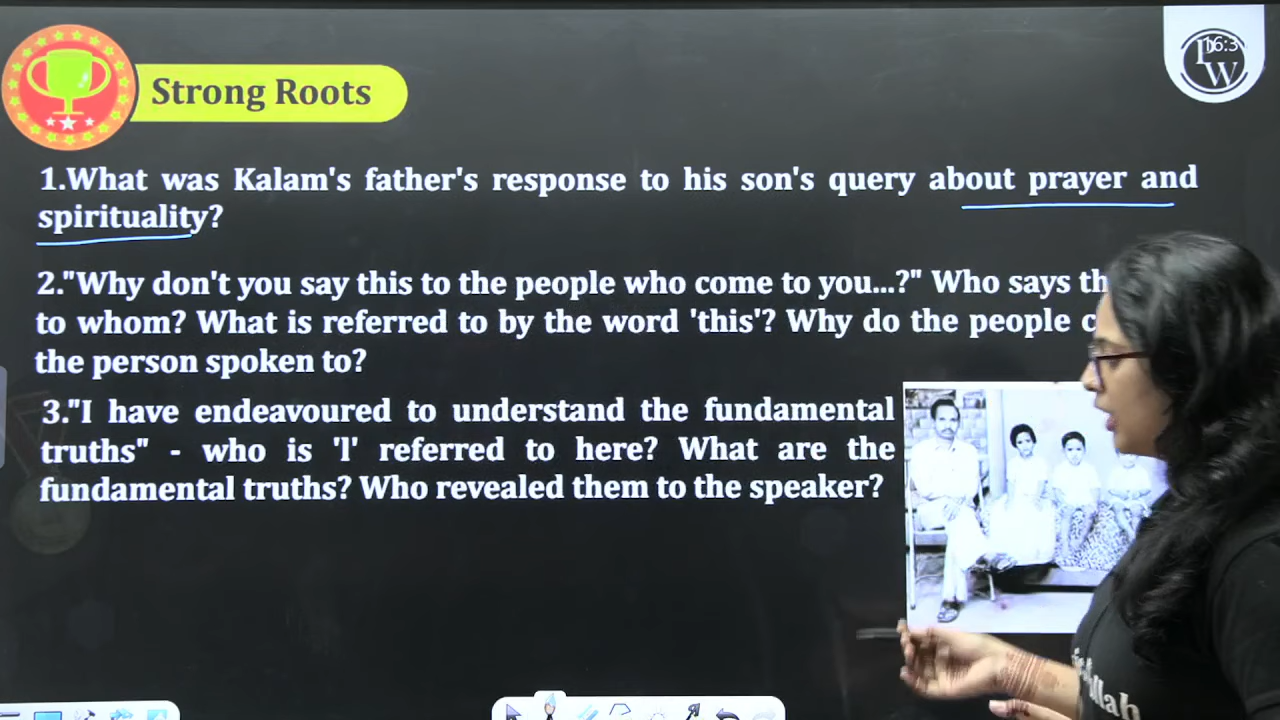 16:3
PW
Strong Roots
1.What was Kalam's father's response to his son's query about prayer and
spirituality?
2."Why don't you say this to the people who come to you...?" Who says
to whom? What is referred to by the word 'this'? Why do the people
the person spoken to?
3."I have endeavoured to understand the fundamental
truths" - who is 'I' referred to here? What are the
fundamental truths? Who revealed them to the speaker?